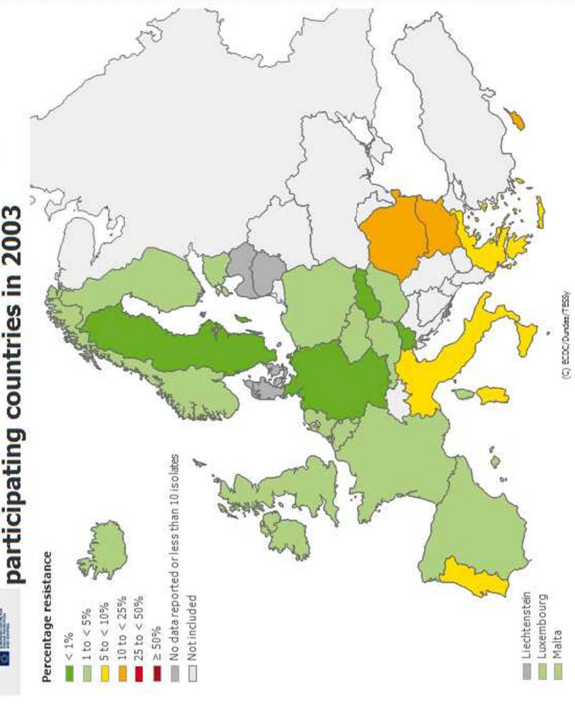 participating countries in 2003
Percentage resistance
< 1%
1 to < 5%
5 to < 10%
10 to < 25%
25 to < 50%
≥ 50%
No data reported or less than 10 isolates
Not included
Liechtenstein
Luxembourg
Malta
(C) ECDC/Dundas/TESSy